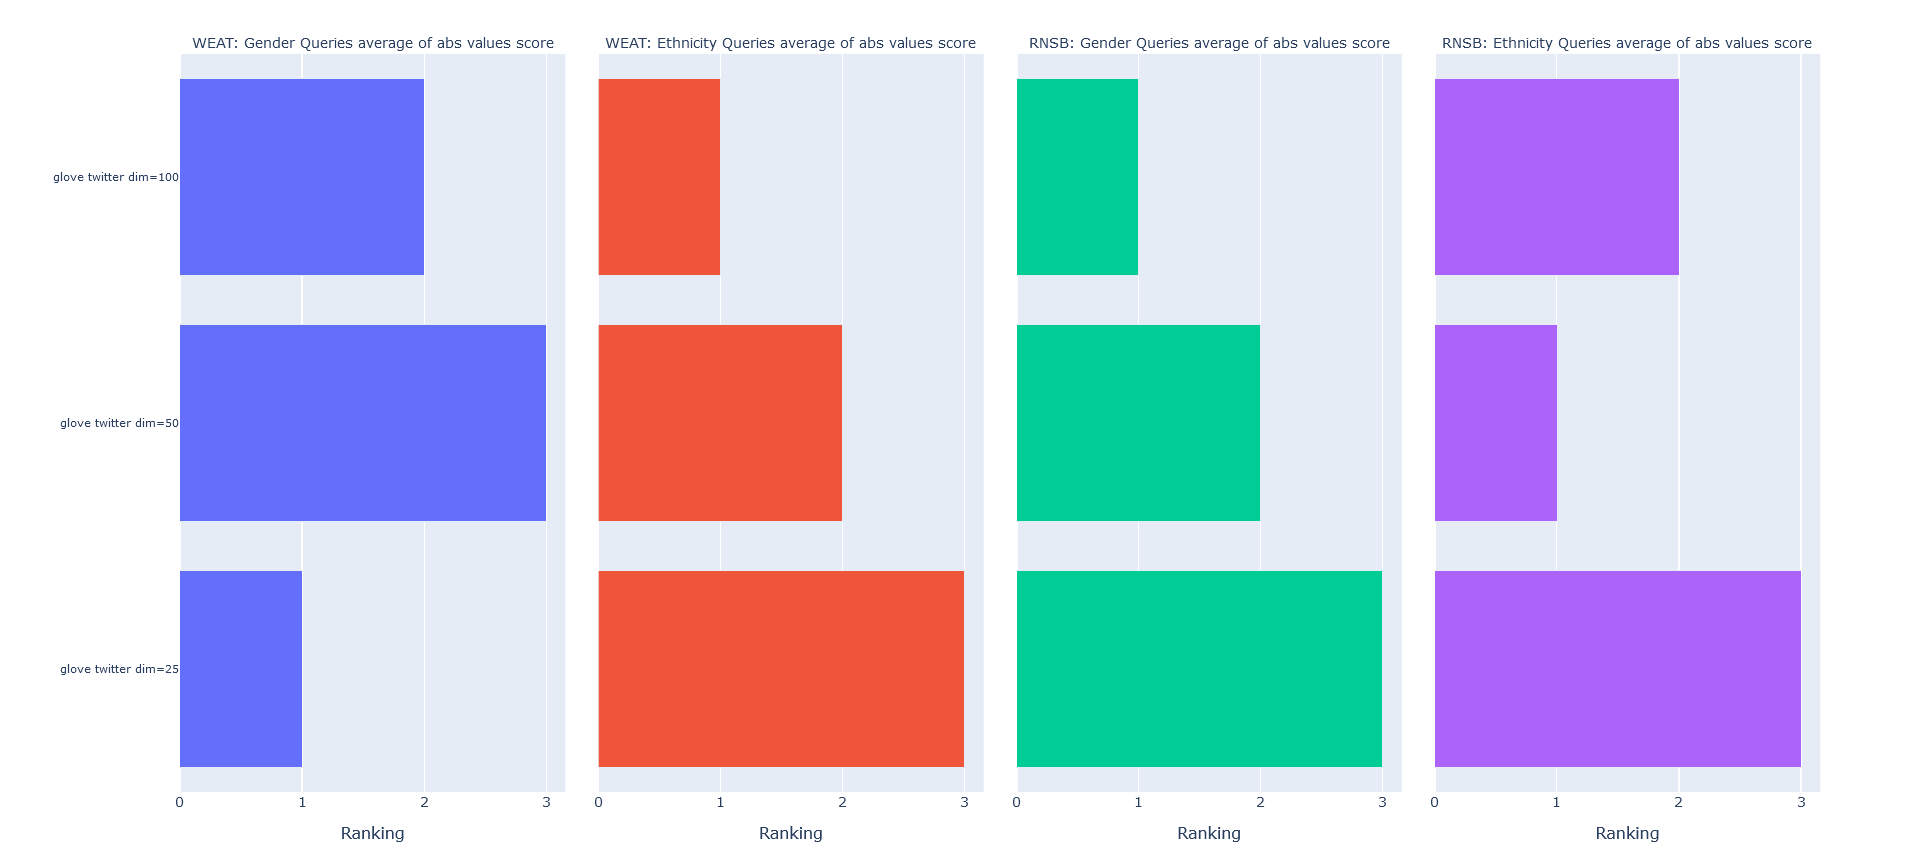 WEAT: Gender Queries average of abs values score
WEAT: Ethnicity Queries average of abs values score
RNSB: Gender Queries average of abs values score
RNSB: Ethnicity Queries average of abs values score
glove twitter dim=100
glove twitter dim=50
glove twitter dim=25
0 1 2 3
0 1 2 3
0 1 2 3
0 1 2 3
Ranking
Ranking
Ranking
Ranking